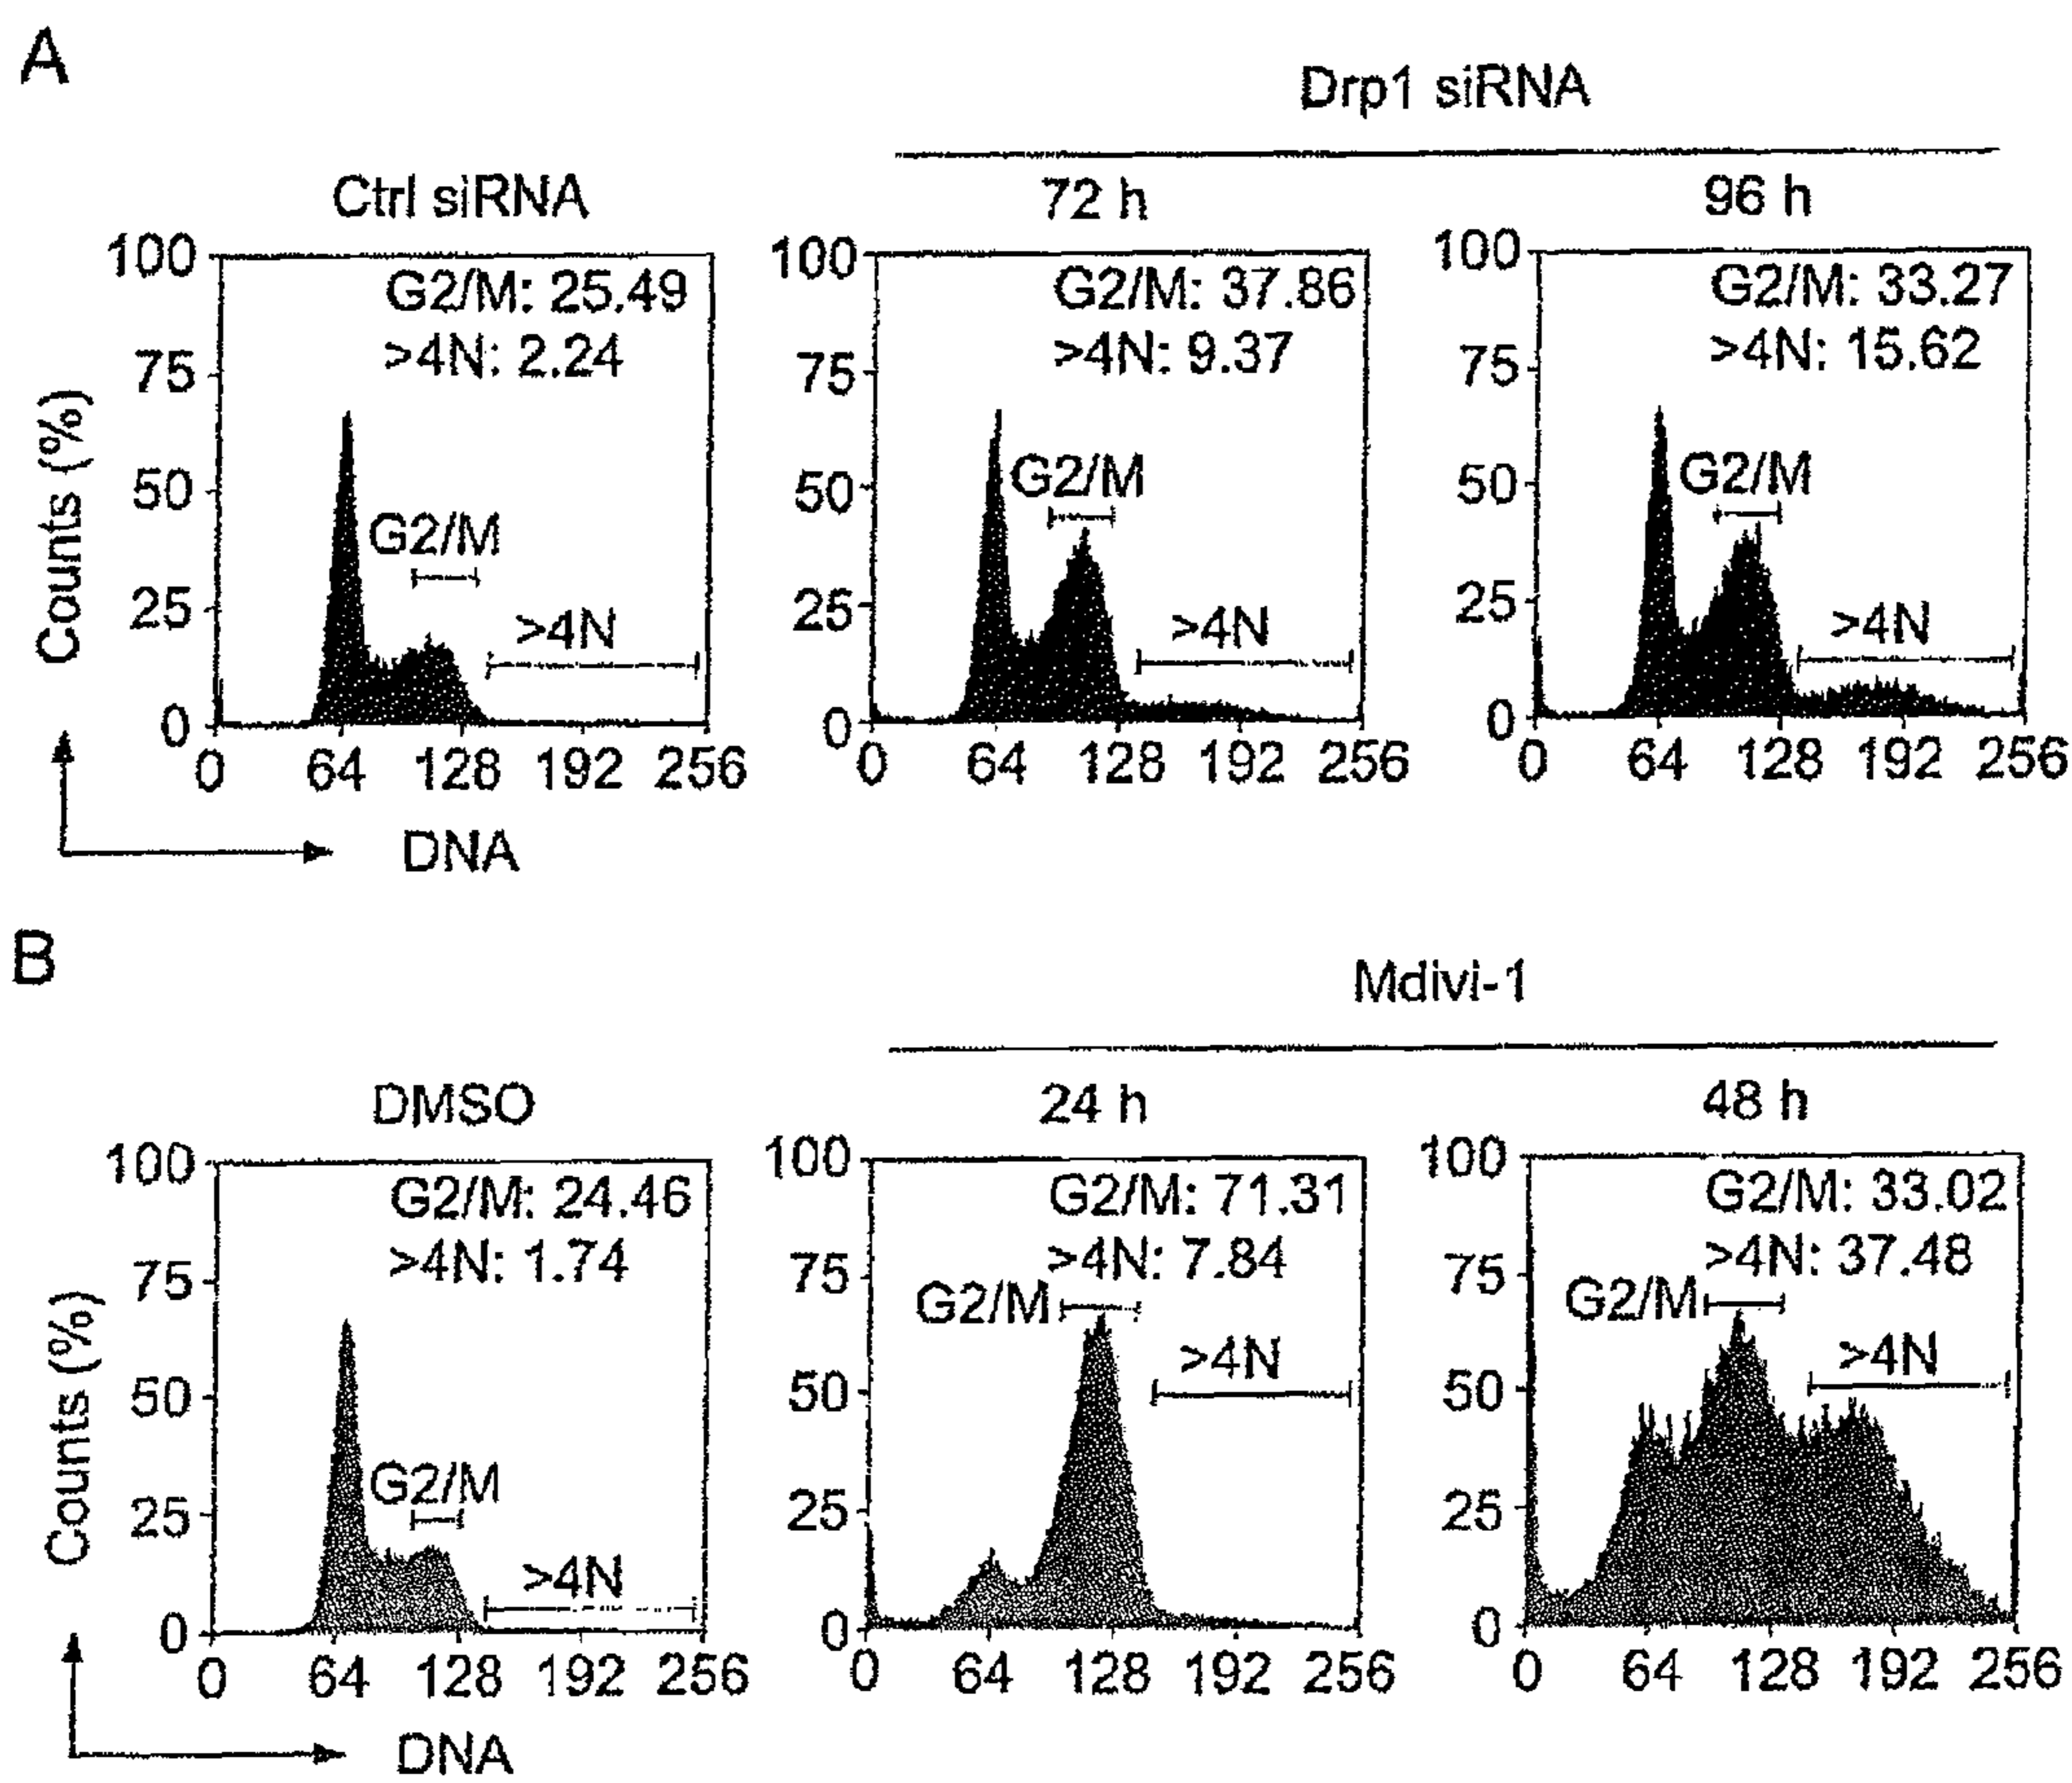 A
Drp1 siRNA
Ctrl siRNA
72 h
96 h
100
75
50
25
0
Counts (%)
G2/M: 25.49
>4N: 2.24
G2/M
>4N
0 64 128 192 256
DNA
100
75
50
25
0
G2/M: 37.86
>4N: 9.37
G2/M
>4N
0 64 128 192 256
100
75
50
25
0
G2/M: 33.27
>4N: 15.62
G2/M
>4N
0 64 128 192 256
B
Mdivi-1
DMSO
24 h
48 h
100
75
50
25
0
Counts (%)
G2/M: 24.46
>4N: 1.74
G2/M
>4N
0 64 128 192 256
DNA
100
75
50
25
0
G2/M: 71.31
>4N: 7.84
G2/M
>4N
0 64 128 192 256
100
75
50
25
0
G2/M: 33.02
>4N: 37.48
G2/M
>4N
0 64 128 192 256